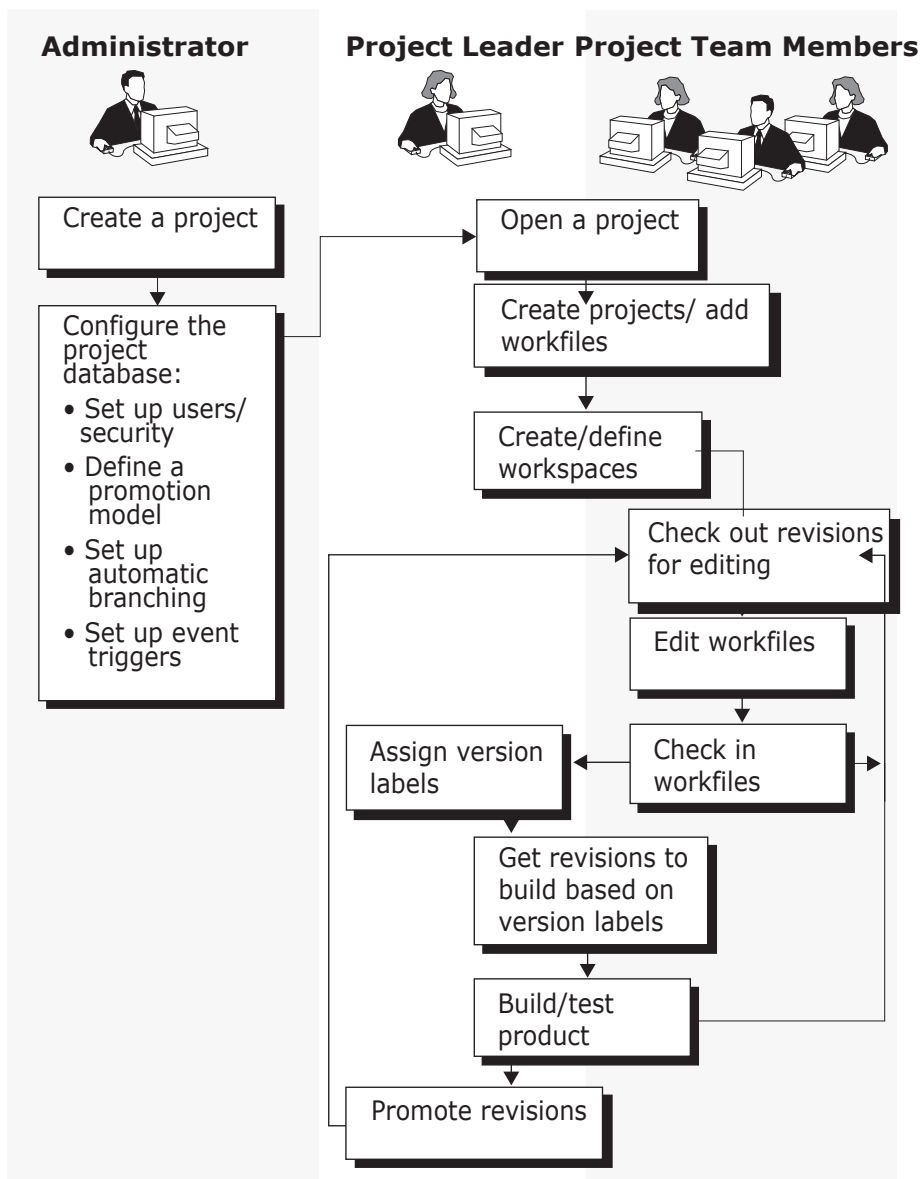 Administrator
Project Leader
Project Team Members
Create a project
Configure the
project
database:
• Set up users/
security
• Define a
promotion
model
• Set up
automatic
branching
• Set up event
triggers
Open a project
Create projects/ add
workfiles
Create/define
workspaces
Check out revisions
for editing
Edit workfiles
Check in
workfiles
Assign version
labels
Get revisions to
build based on
version labels
Build/test
product
Promote revisions